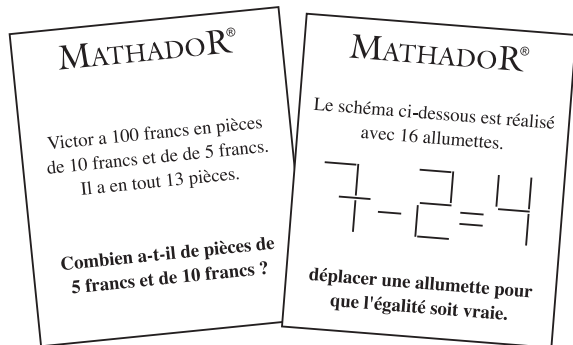 MATHADOR®
Victor a 100 francs en pièces
de 10 francs et de de 5 francs.
Il a en tout 13 pièces.
Combien a-t-il de pièces de
5 francs et de 10 francs ?
MATHADOR®
Le schéma ci-dessous est réalisé
avec 16 allumettes.
7 - 2 = 4
déplacer une allumette pour
que l'égalité soit vraie.